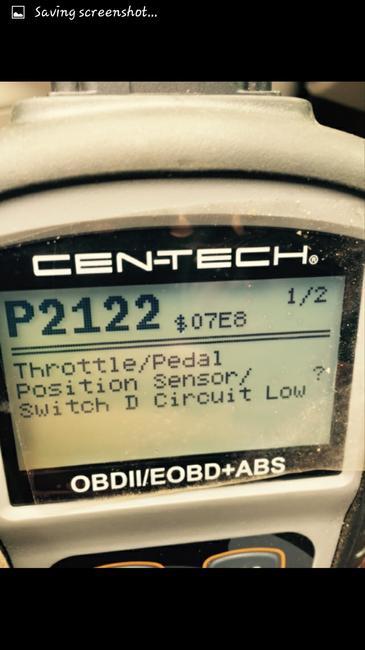 Saving screenshot...
CEN-TECH®
1/2
P2122 $07E8
Throttle/Pedal
Position Sensor/ ?
Switch D Circuit Low
OBDII/EOBD+ABS